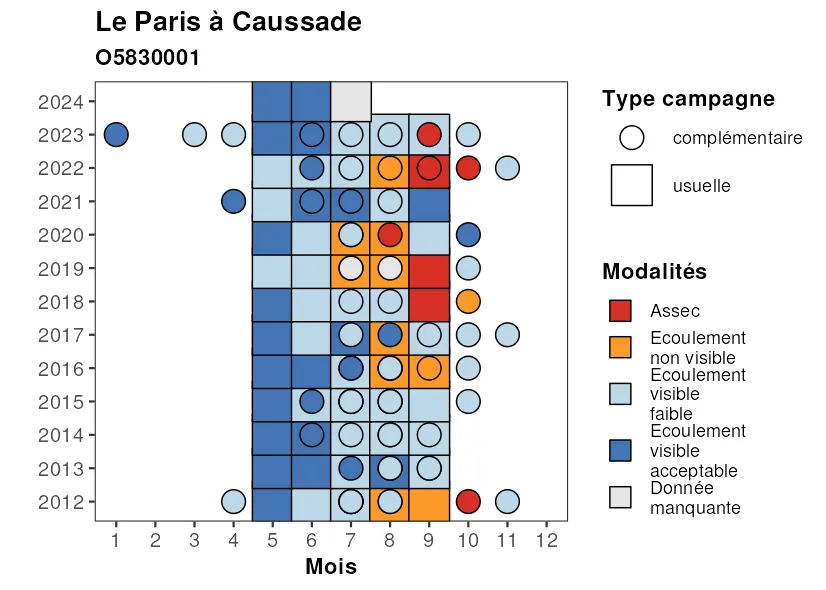 Le Paris à Caussade
O5830001
2024
2023
2022
2021
2020
2019
2018
2017
2016
2015
2014
2013
2012
1 2 3 4 5 6 7 8 9 10 11 12
Mois
Type campagne
complémentaire
usuelle
Modalités
Assec
Ecoulement
non visible
Ecoulement
visible
faible
Ecoulement
visible
acceptable
Donnée
manquante